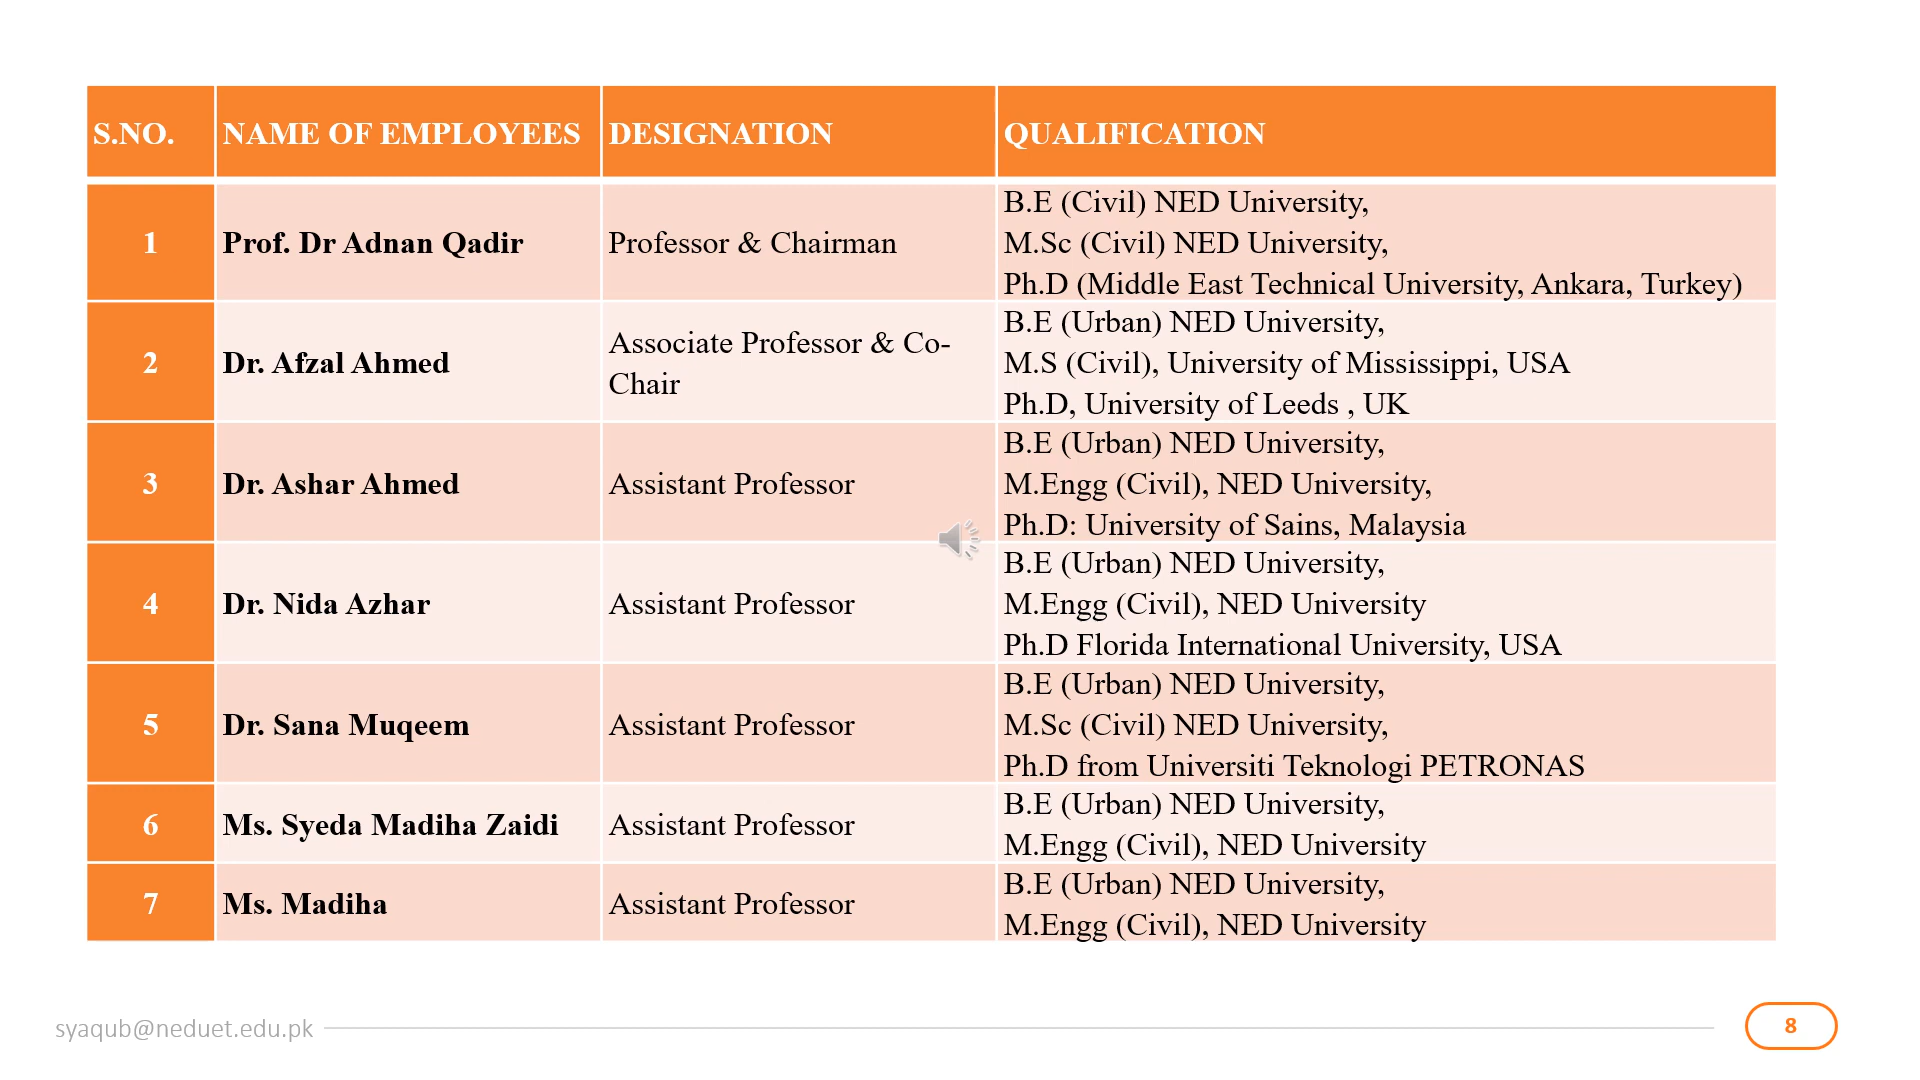 S.NO. NAME OF EMPLOYEES DESIGNATION QUALIFICATION
1 Prof. Dr Adnan Qadir Professor & Chairman
B.E (Civil) NED University,
M.Sc (Civil) NED University,
Ph.D (Middle East Technical University, Ankara, Turkey)
2 Dr. Afzal Ahmed
Associate Professor & Co-
Chair
B.E (Urban) NED University,
M.S (Civil), University of Mississippi, USA
Ph.D, University of Leeds , UK
3 Dr. Ashar Ahmed Assistant Professor
B.E (Urban) NED University,
M.Engg (Civil), NED University,
Ph.D: University of Sains, Malaysia
4 Dr. Nida Azhar Assistant Professor
B.E (Urban) NED University,
M.Engg (Civil), NED University
Ph.D Florida International University, USA
5 Dr. Sana Muqeem Assistant Professor
B.E (Urban) NED University,
M.Sc (Civil) NED University,
Ph.D from Universiti Teknologi PETRONAS
6 Ms. Syeda Madiha Zaidi Assistant Professor
B.E (Urban) NED University,
M.Engg (Civil), NED University
7 Ms. Madiha Assistant Professor
B.E (Urban) NED University,
M.Engg (Civil), NED University
syaqub@neduet.edu.pk
8